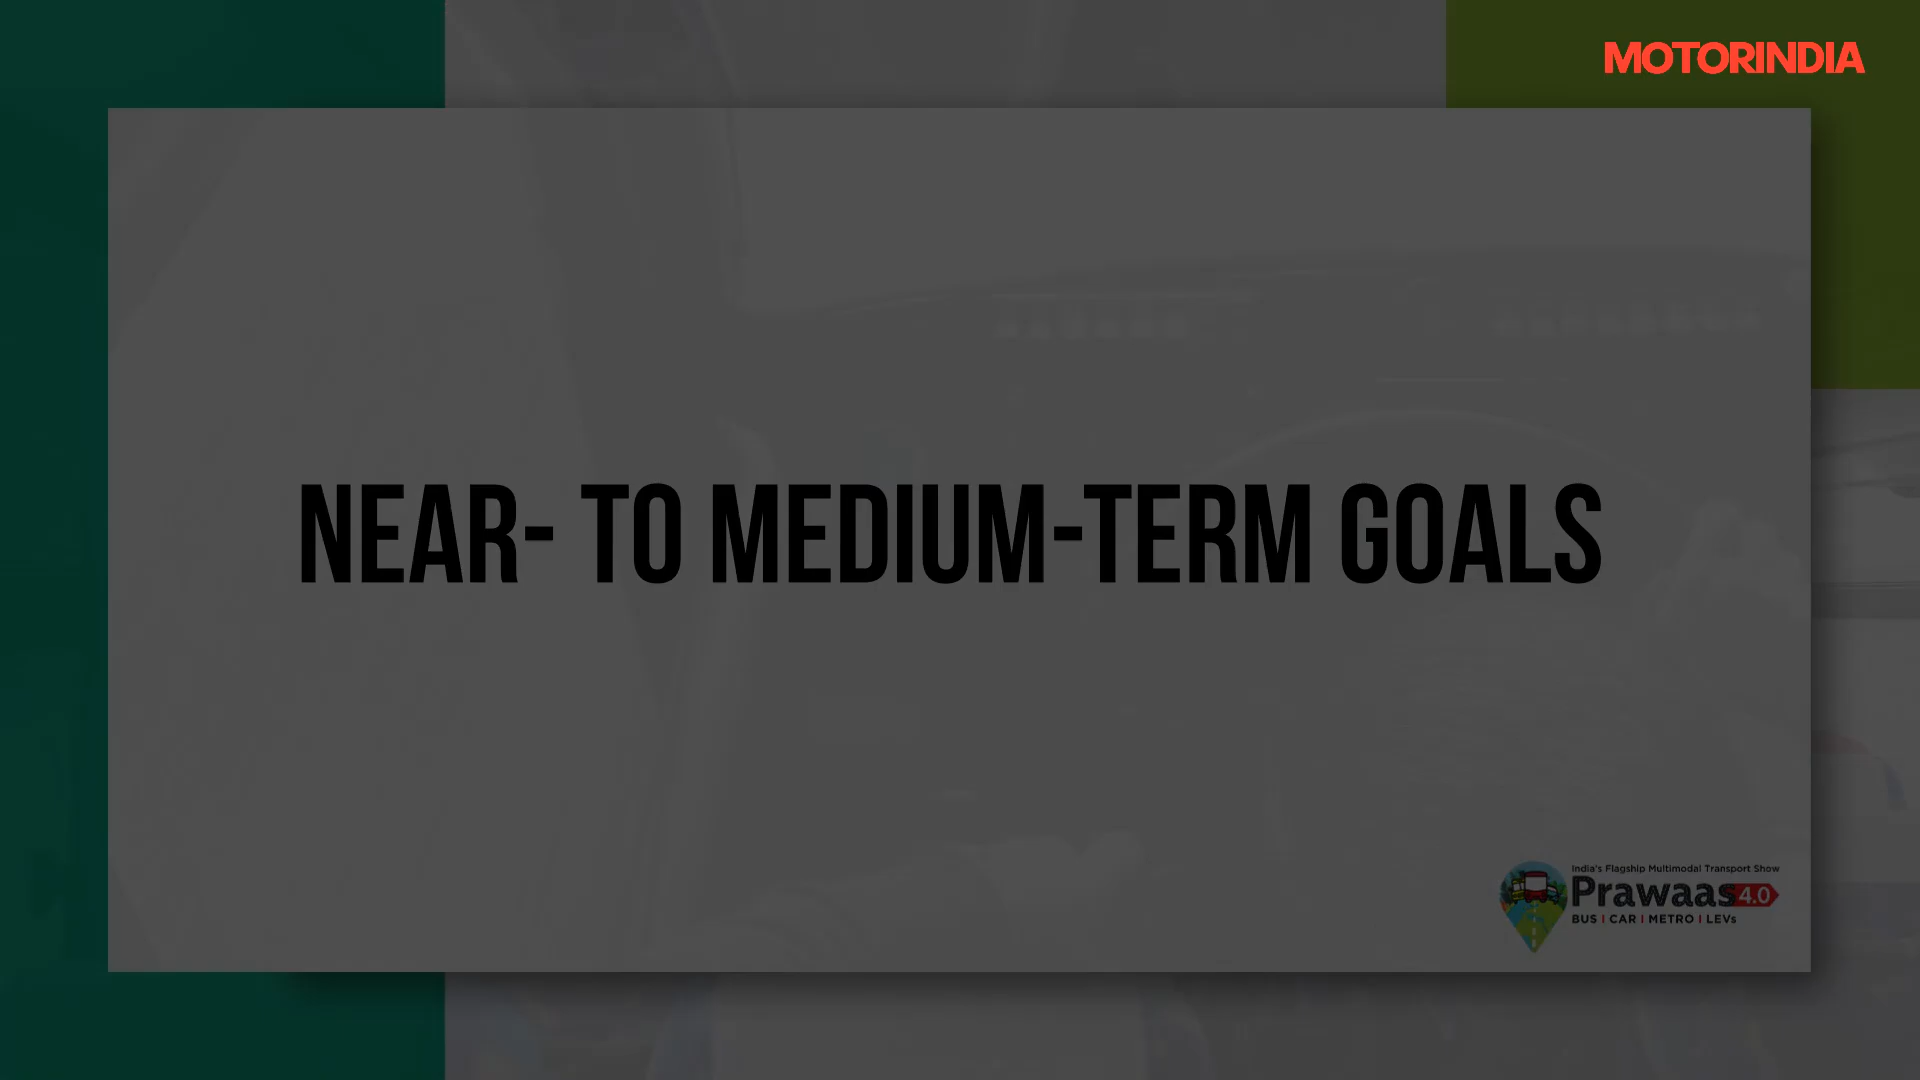 MOTORINDIA
NEAR- TO MEDIUM-TERM GOALS
India's Flagship Multimodal Transport Show
Prawaas 4.0
BUS | CAR | METRO | LEVs